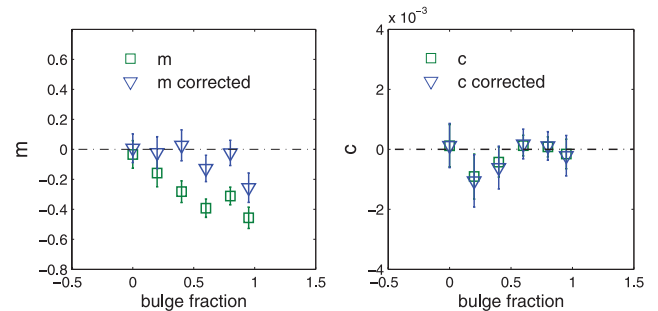 x 10⁻³
0.6
0.4
0.2
0
−0.2
−0.4
−0.6
−0.8
m
m
m corrected
−0.5 0 0.5 1 1.5
bulge fraction
4
2
0
−2
−4
c
c
c corrected
−0.5 0 0.5 1 1.5
bulge fraction